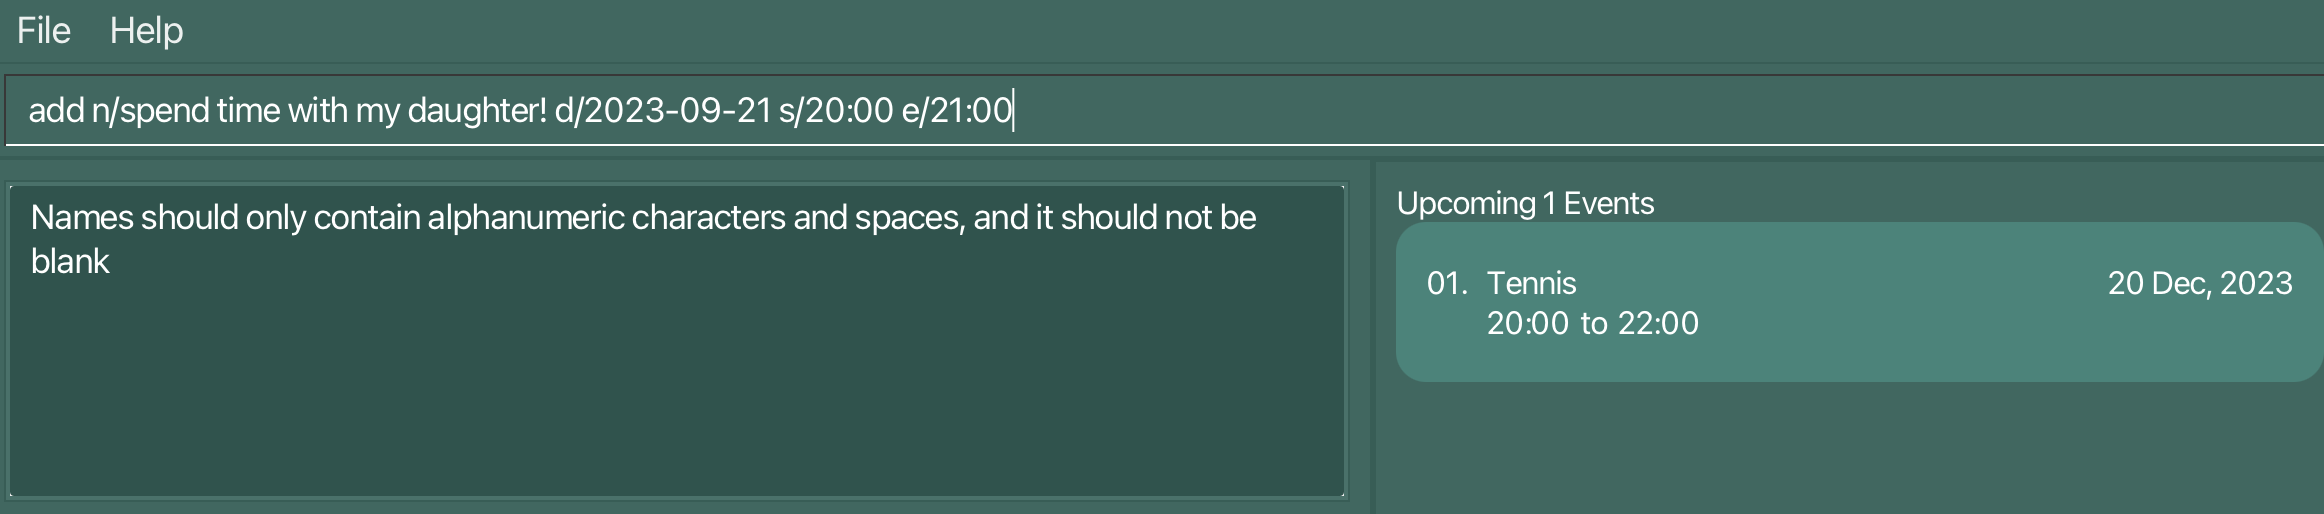 File Help
add n/spend time with my daughter! d/2023-09-21 s/20:00 e/21:00
Names should only contain alphanumeric characters and spaces, and it should not be
blank
Upcoming 1 Events
01. Tennis 20 Dec, 2023
20:00 to 22:00